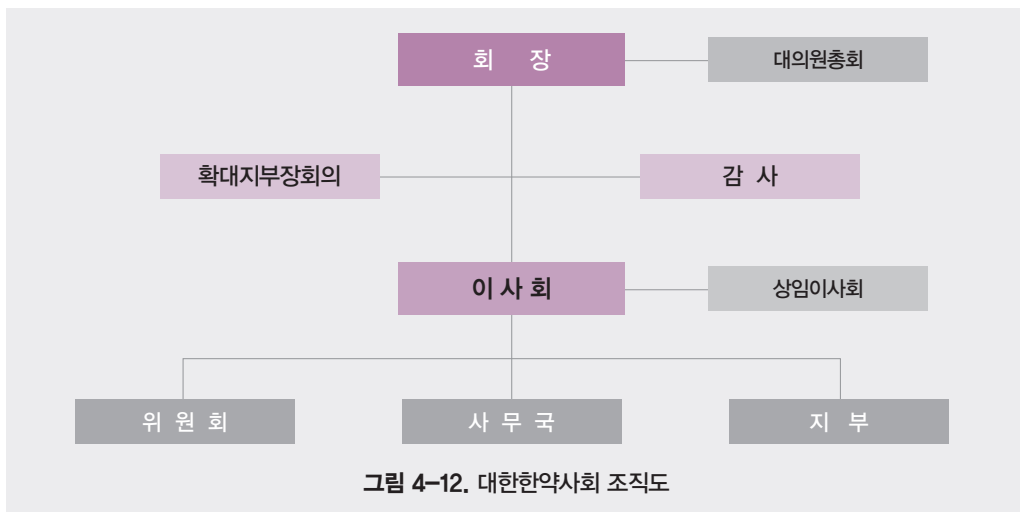 회 장
대의원총회
확대지부장회의
감 사
이 사 회
상임이사회
위 원 회
사 무 국
지 부
그림 4-12. 대한한약사회 조직도